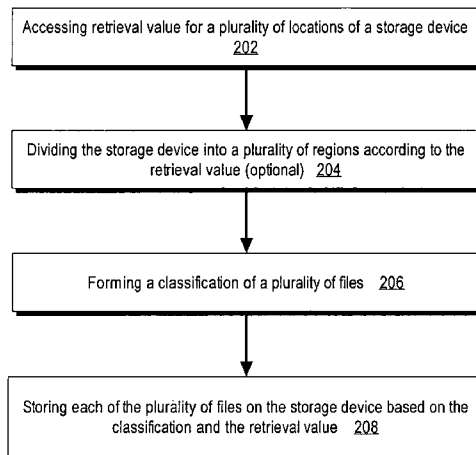 Accessing retrieval value for a plurality of locations of a storage device
202
Dividing the storage device into a plurality of regions according to the
retrieval value (optional) 204
Forming a classification of a plurality of files 206
Storing each of the plurality of files on the storage device based on the
classification and the retrieval value 208